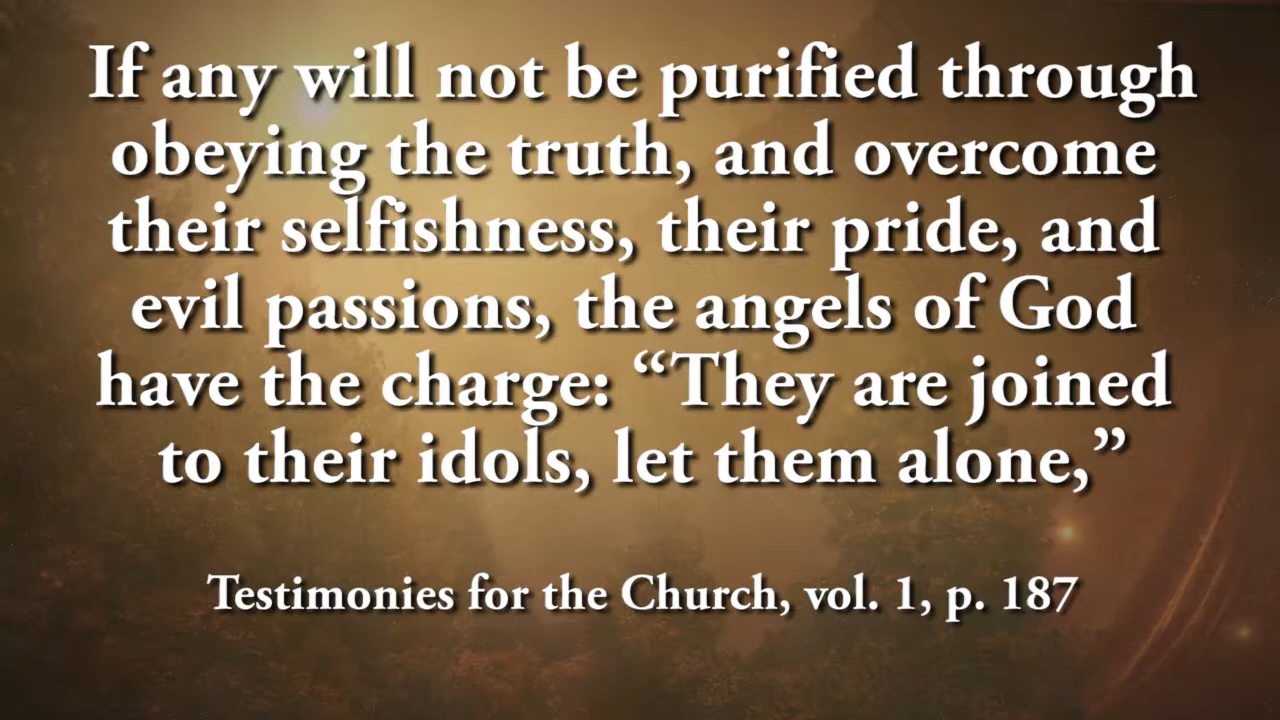 If any will not be purified through
obeying the truth, and overcome
their selfishness, their pride, and
evil passions, the angels of God
have the charge: “They are joined
to their idols, let them alone,”
Testimonies for the Church, vol. 1, p. 187